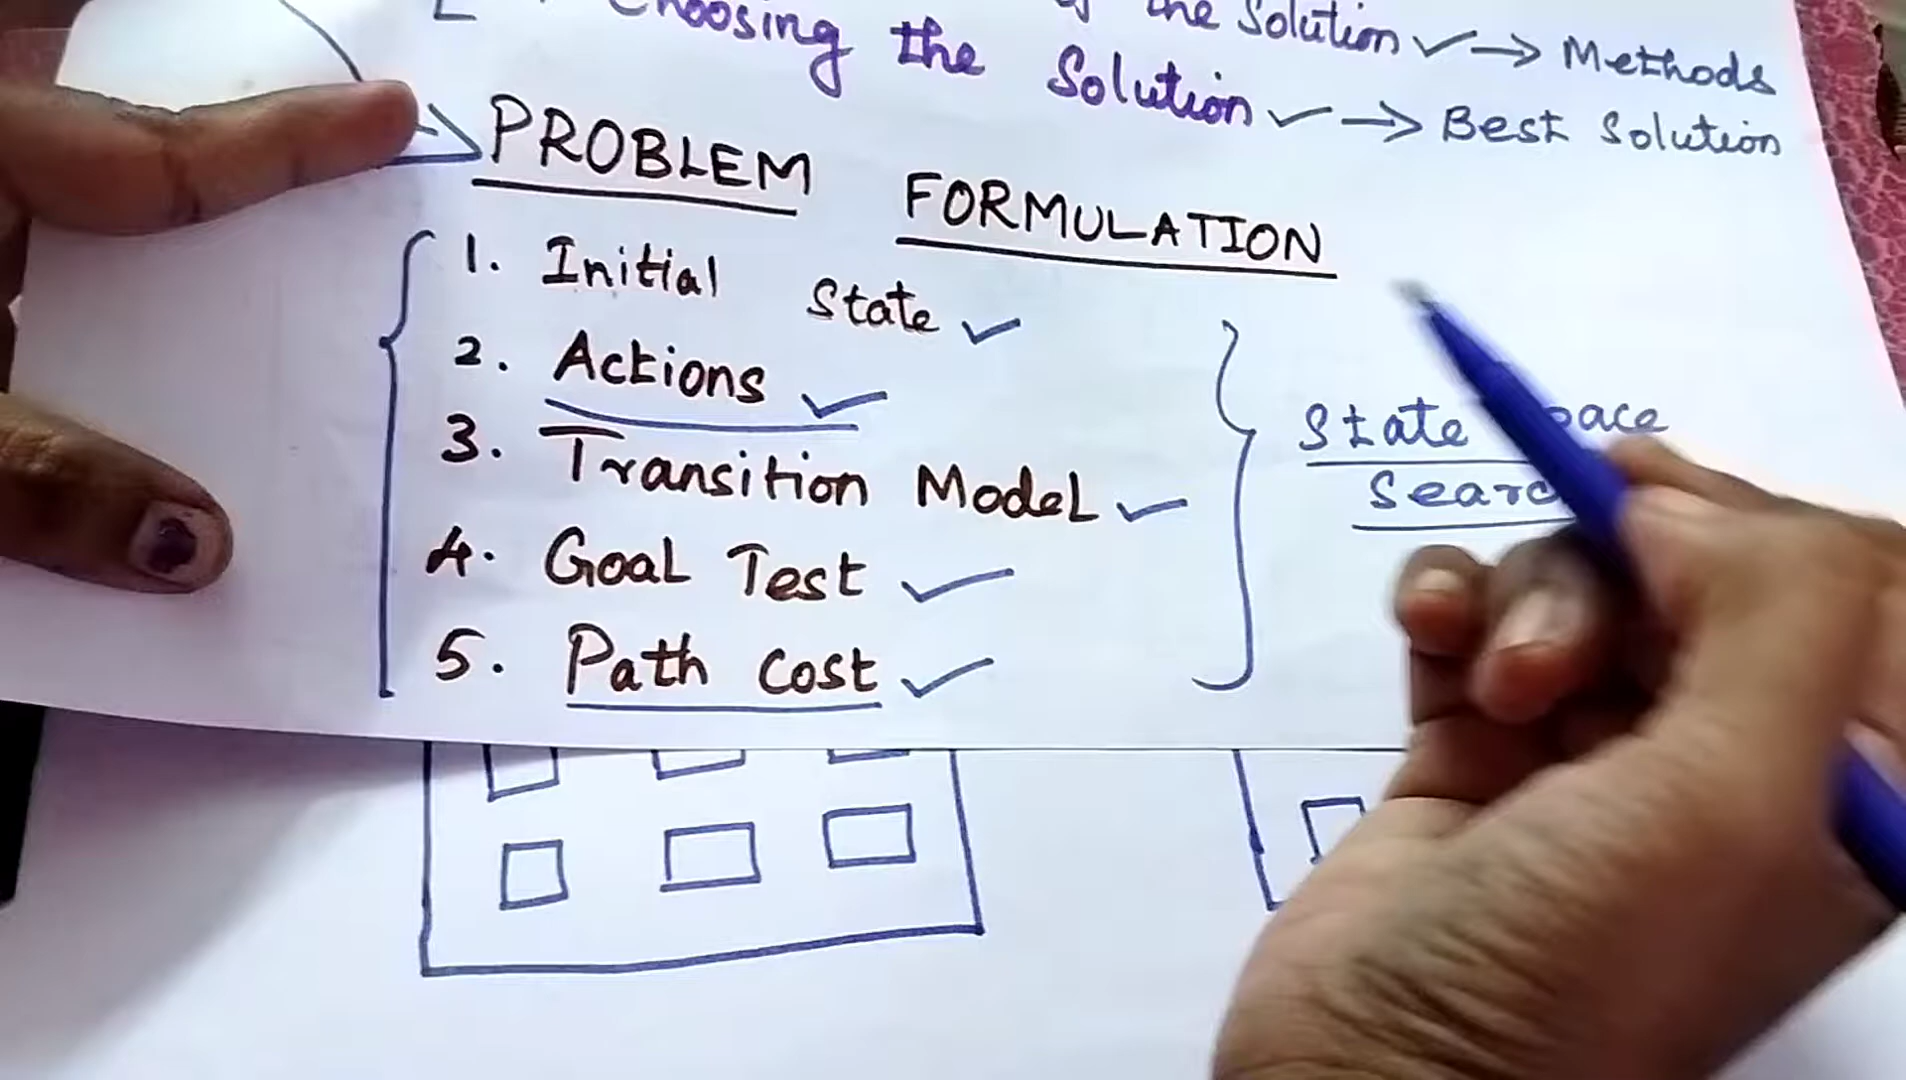 the Solution ✓ → Methods
Choosing the Solution ✓ → Best Solution
PROBLEM FORMULATION
1. Initial State ✓
2. Actions ✓
3. Transition Model ✓
4. Goal Test ✓
5. Path Cost ✓
State